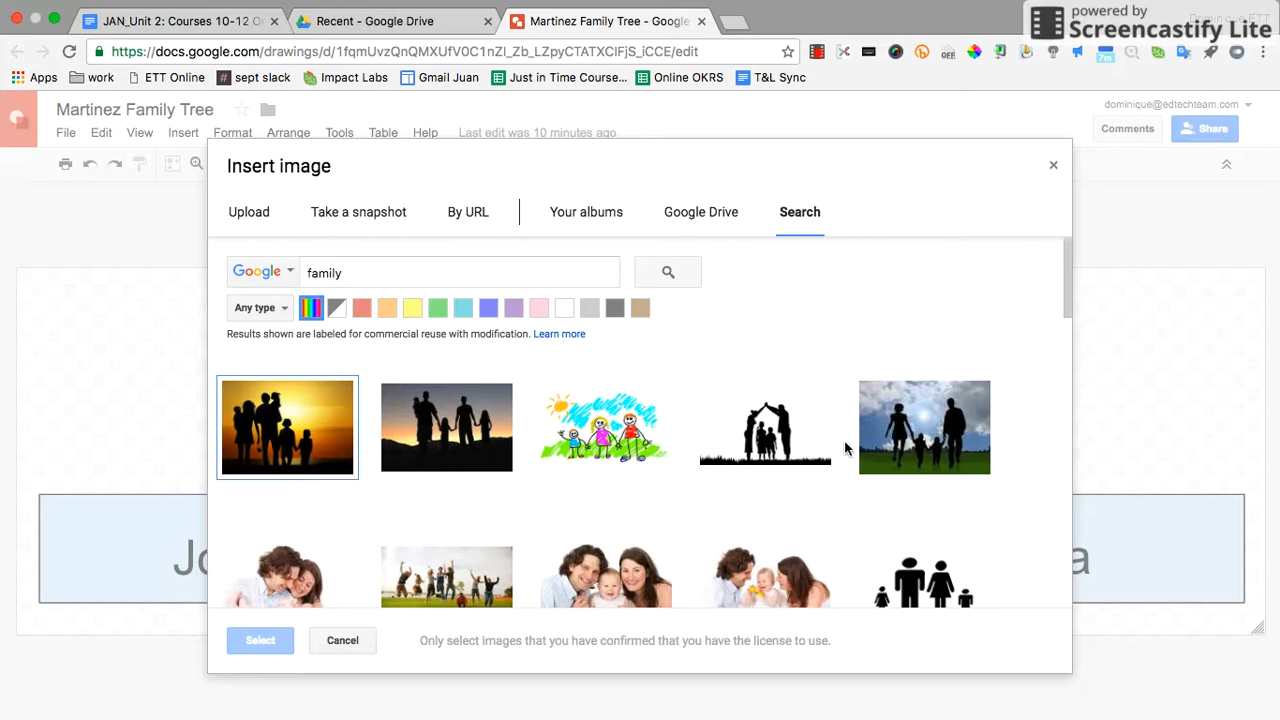 JAN_Unit 2: Courses 10-12 O
Recent - Google Drive
Martinez Family Tree - Google
powered by
Screencastify Lite
https://docs.google.com/drawings/d/1fqmUvzQnQMXUfV0C1nZI_Zb_LZpyCTATXClFjS_iCCE/edit
OFF
7m
Apps
work
ETT Online
sept slack
Impact Labs
Gmail Juan
Just in Time Course...
Online OKRS
T&L Sync
Martinez Family Tree
dominique@edtechteam.com
File Edit View Insert Format Arrange Tools Table Help Last edit was 10 minutes ago
Comments
Share
Insert image
Upload
Take a snapshot
By URL
Your albums
Google Drive
Search
Google
family
Any type
Results shown are labeled for commercial reuse with modification. Learn more
Jo
a
Select
Cancel
Only select images that you have confirmed that you have the license to use.